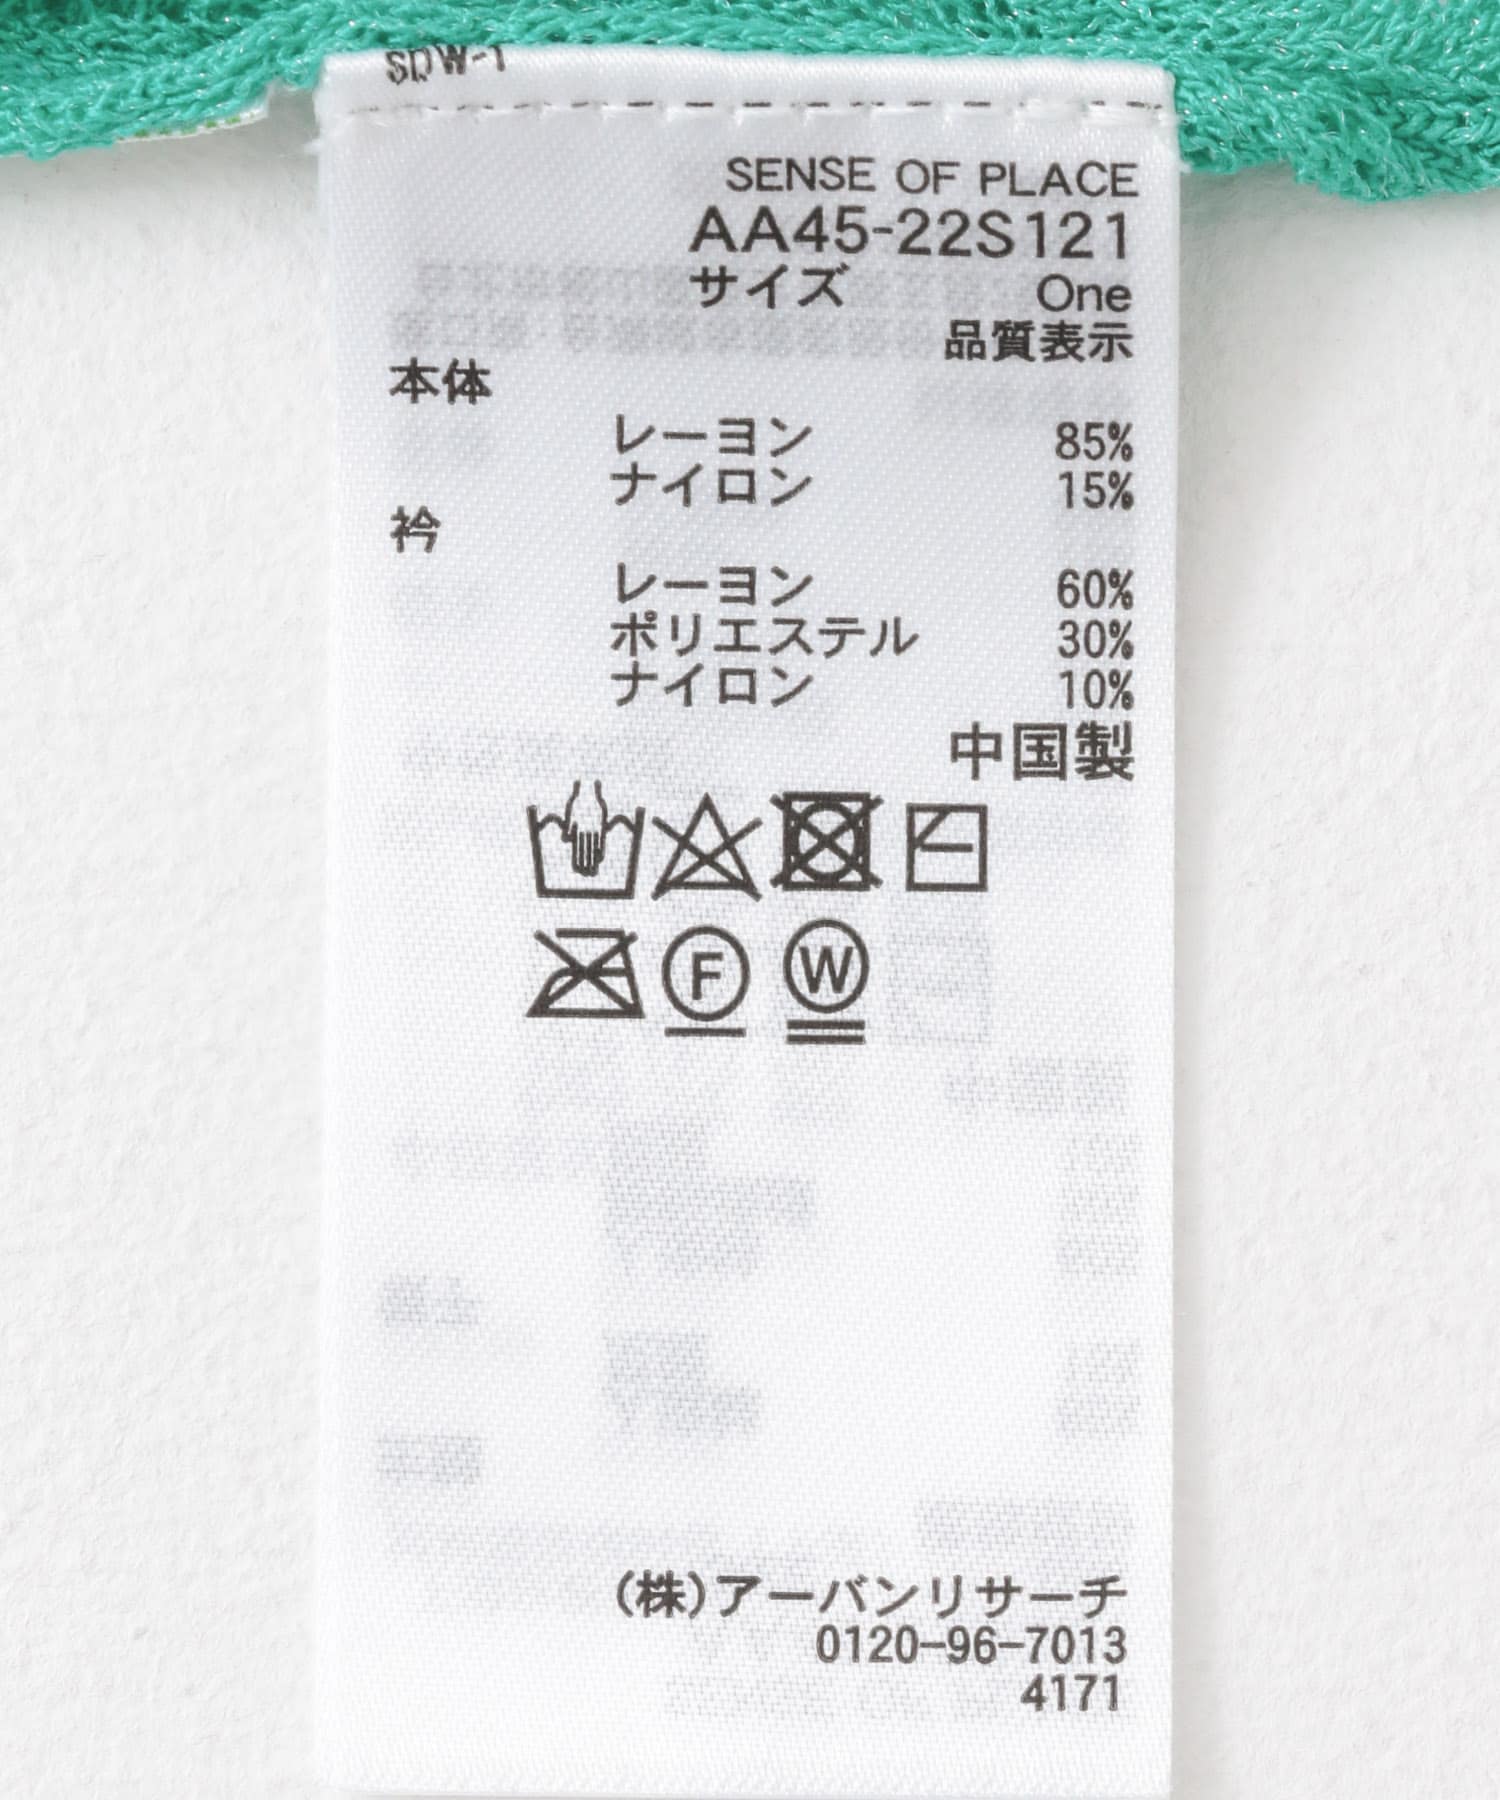 SDW-1
SENSE OF PLACE
AA45-22S121
サイズ One
品質表示
本体
レーヨン 85%
ナイロン 15%
衿
レーヨン 60%
ポリエステル 30%
ナイロン 10%
中国製
F W
(株)アーバンリサーチ
0120-96-7013
4171